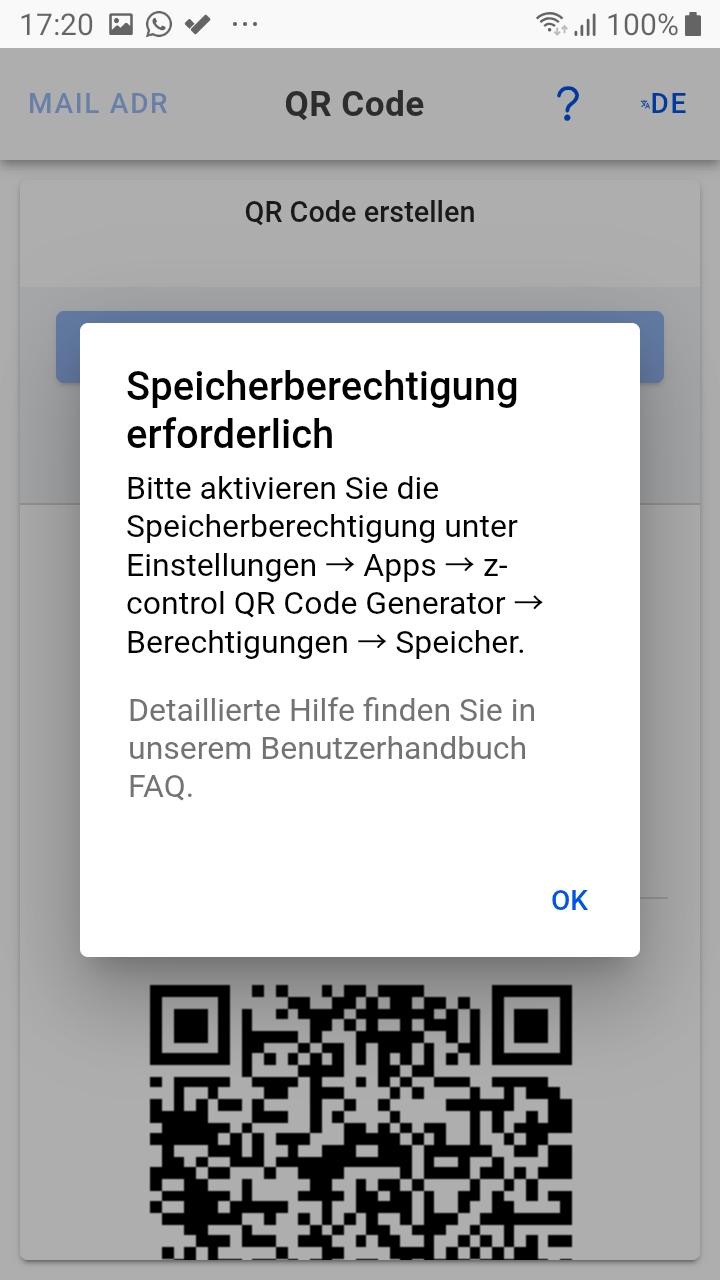 17:20
100%
MAIL ADR
QR Code
?
DE
QR Code erstellen
Speicherberechtigung
erforderlich
Bitte aktivieren Sie die
Speicherberechtigung unter
Einstellungen → Apps → z-
control QR Code Generator →
Berechtigungen → Speicher.
Detaillierte Hilfe finden Sie in
unserem Benutzerhandbuch
FAQ.
OK